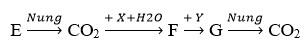 E —Nung→ CO₂ —+ X+H2O→ F —+ Y→ G —Nung→ CO₂